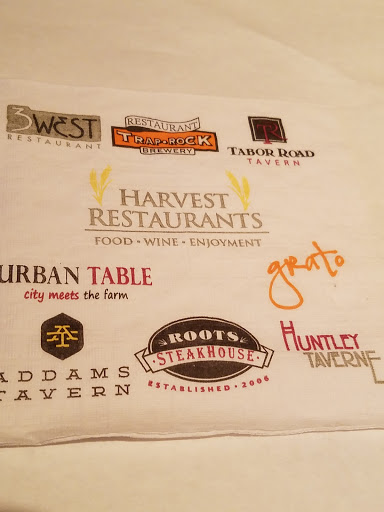 3WEST
RESTAURANT
RESTAURANT
TRAP•ROCK
BREWERY
TR
TABOR ROAD
TAVERN
HARVEST
RESTAURANTS
FOOD • WINE • ENJOYMENT
URBAN TABLE
city meets the farm
grato
ADDAMS
TAVERN
ROOTS
STEAKHOUSE
ESTABLISHED • 2006
HUNTLEY
TAVERNE